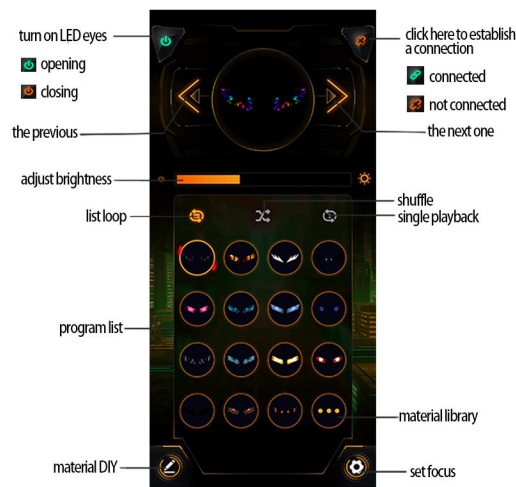 turn on LED eyes
opening
closing
the previous
adjust brightness
list loop
program list
material DIY
click here to establish
a connection
connected
not connected
the next one
shuffle
single playback
material library
set focus